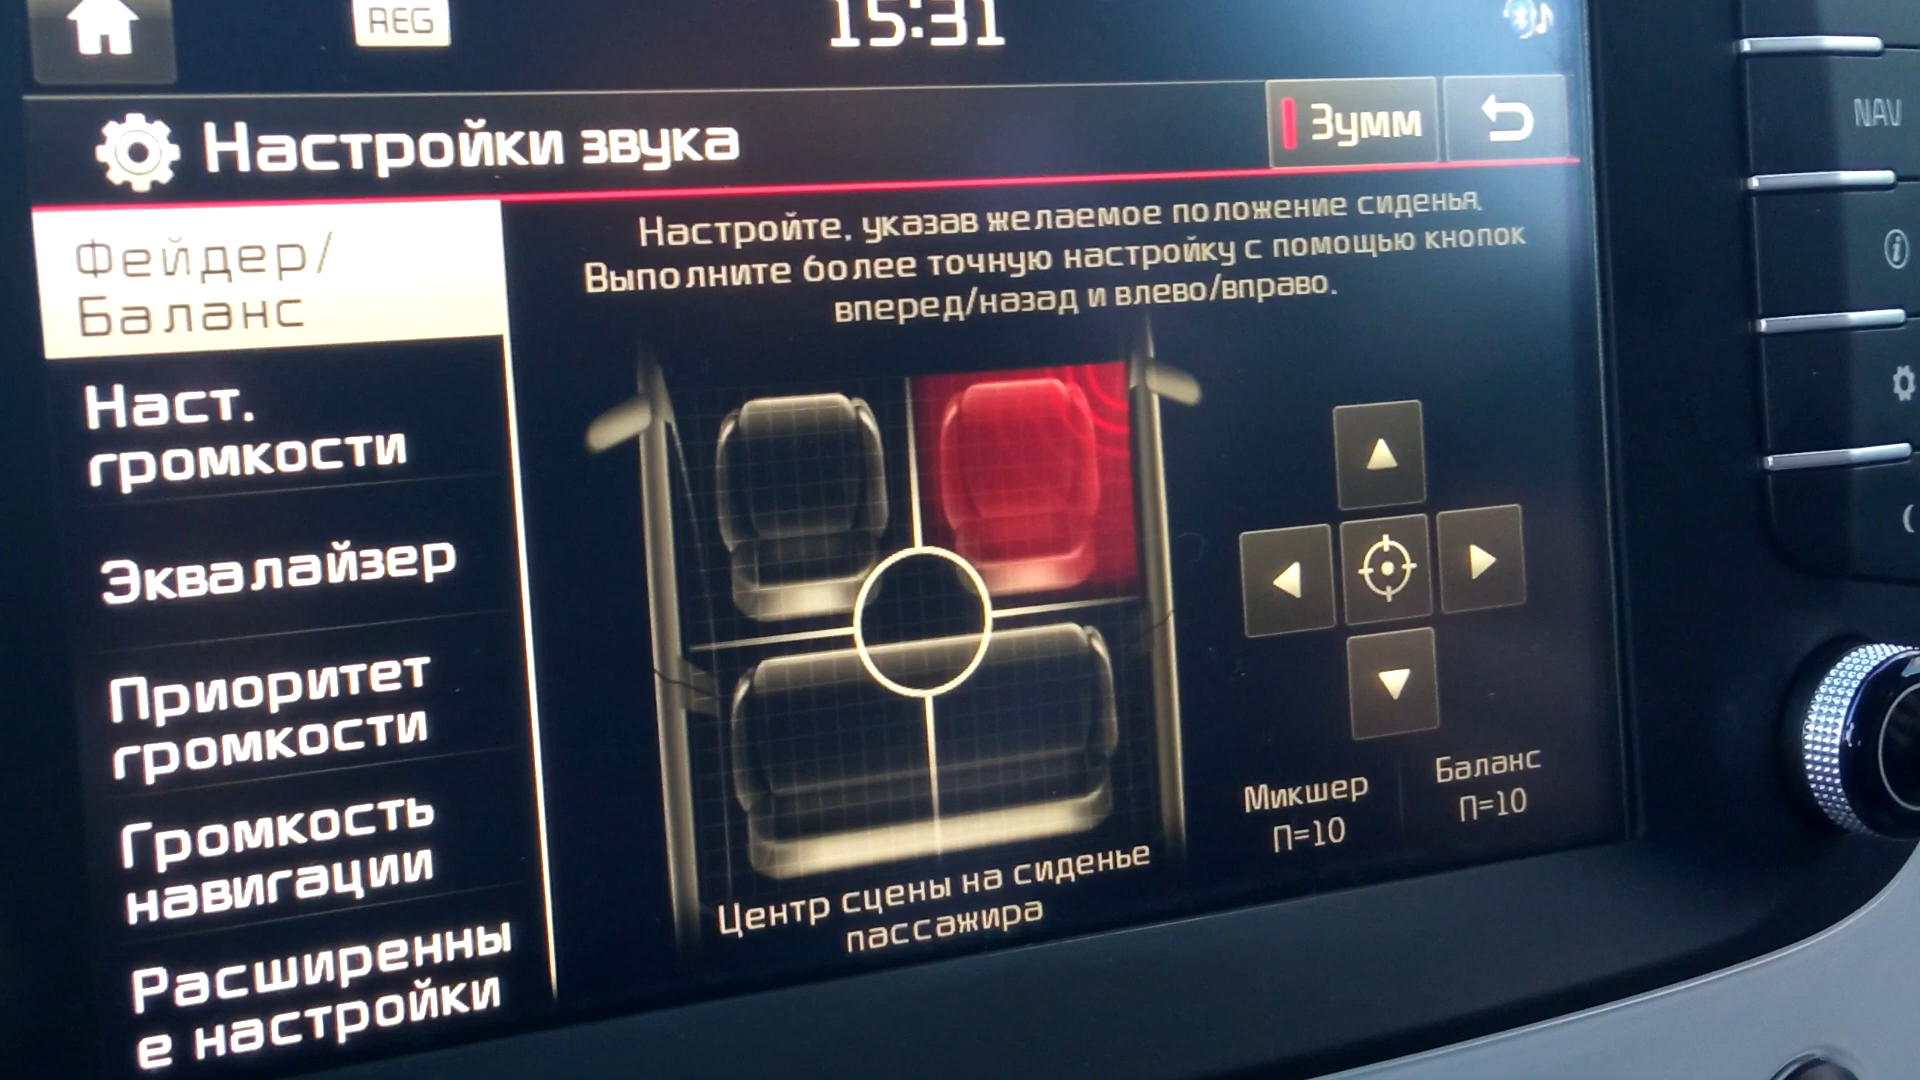 REG
15:31
Настройки звука
Зумм
Фейдер/
Баланс
Наст.
громкости
Эквалайзер
Приоритет
громкости
Громкость
навигации
Расширенны
е настройки
Настройте, указав желаемое положение сиденья.
Выполните более точную настройку с помощью кнопок
вперед/назад и влево/вправо.
Центр сцены на сиденье
пассажира
Микшер
П=10
Баланс
П=10
NAV